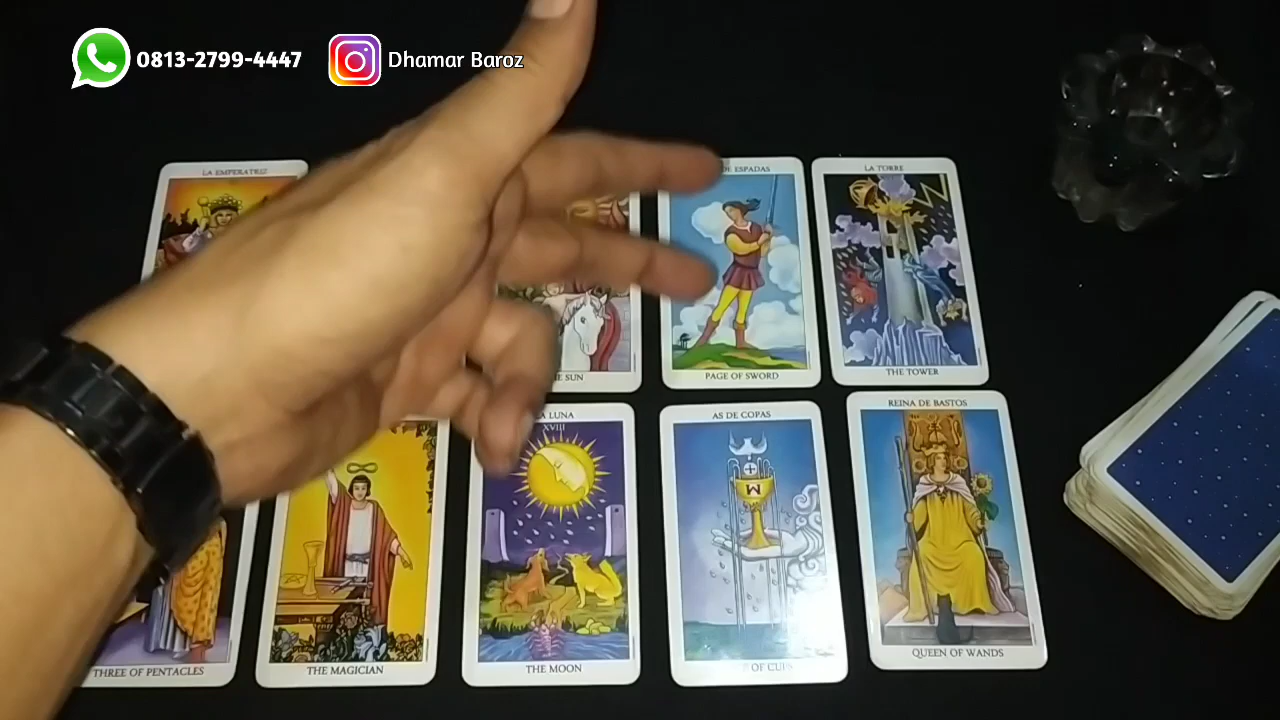 0813-2799-4447
Dhamar Baroz
LA EMPERATRIZ
DE ESPADAS
LA TORRE
SUN
PAGE OF SWORD
THE TOWER
LA LUNA
XVIII
AS DE COPAS
REINA DE BASTOS
THREE OF PENTACLES
THE MAGICIAN
THE MOON
OF CUPS
QUEEN OF WANDS